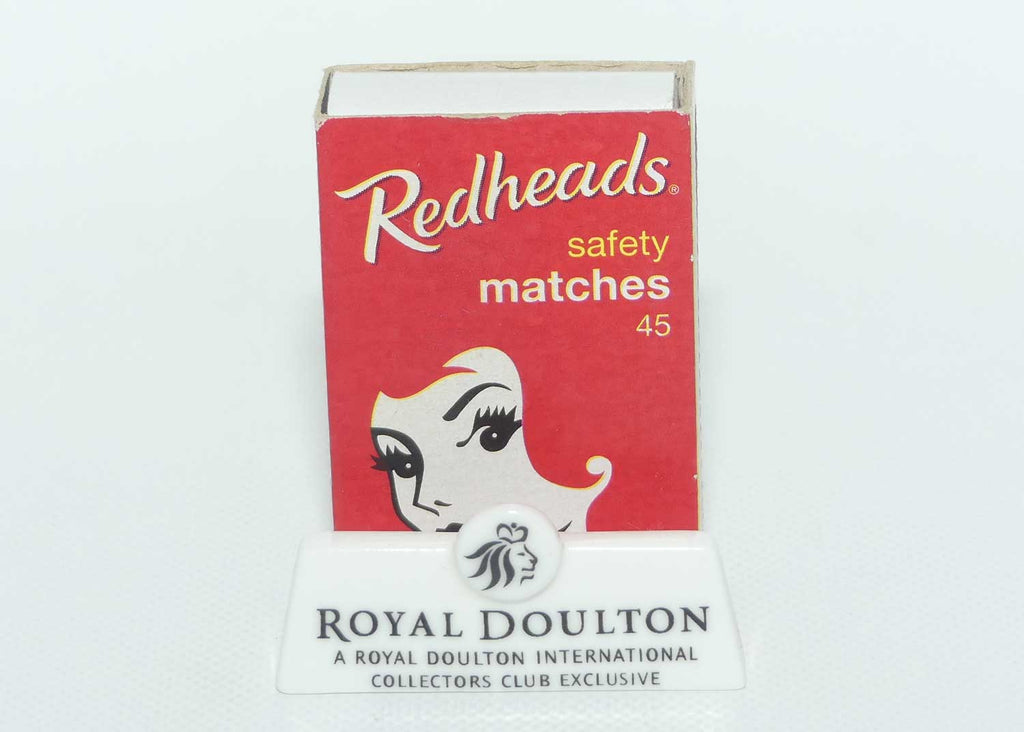 Redheads®
safety
matches
45
ROYAL DOULTON
A ROYAL DOULTON INTERNATIONAL
COLLECTORS CLUB EXCLUSIVE